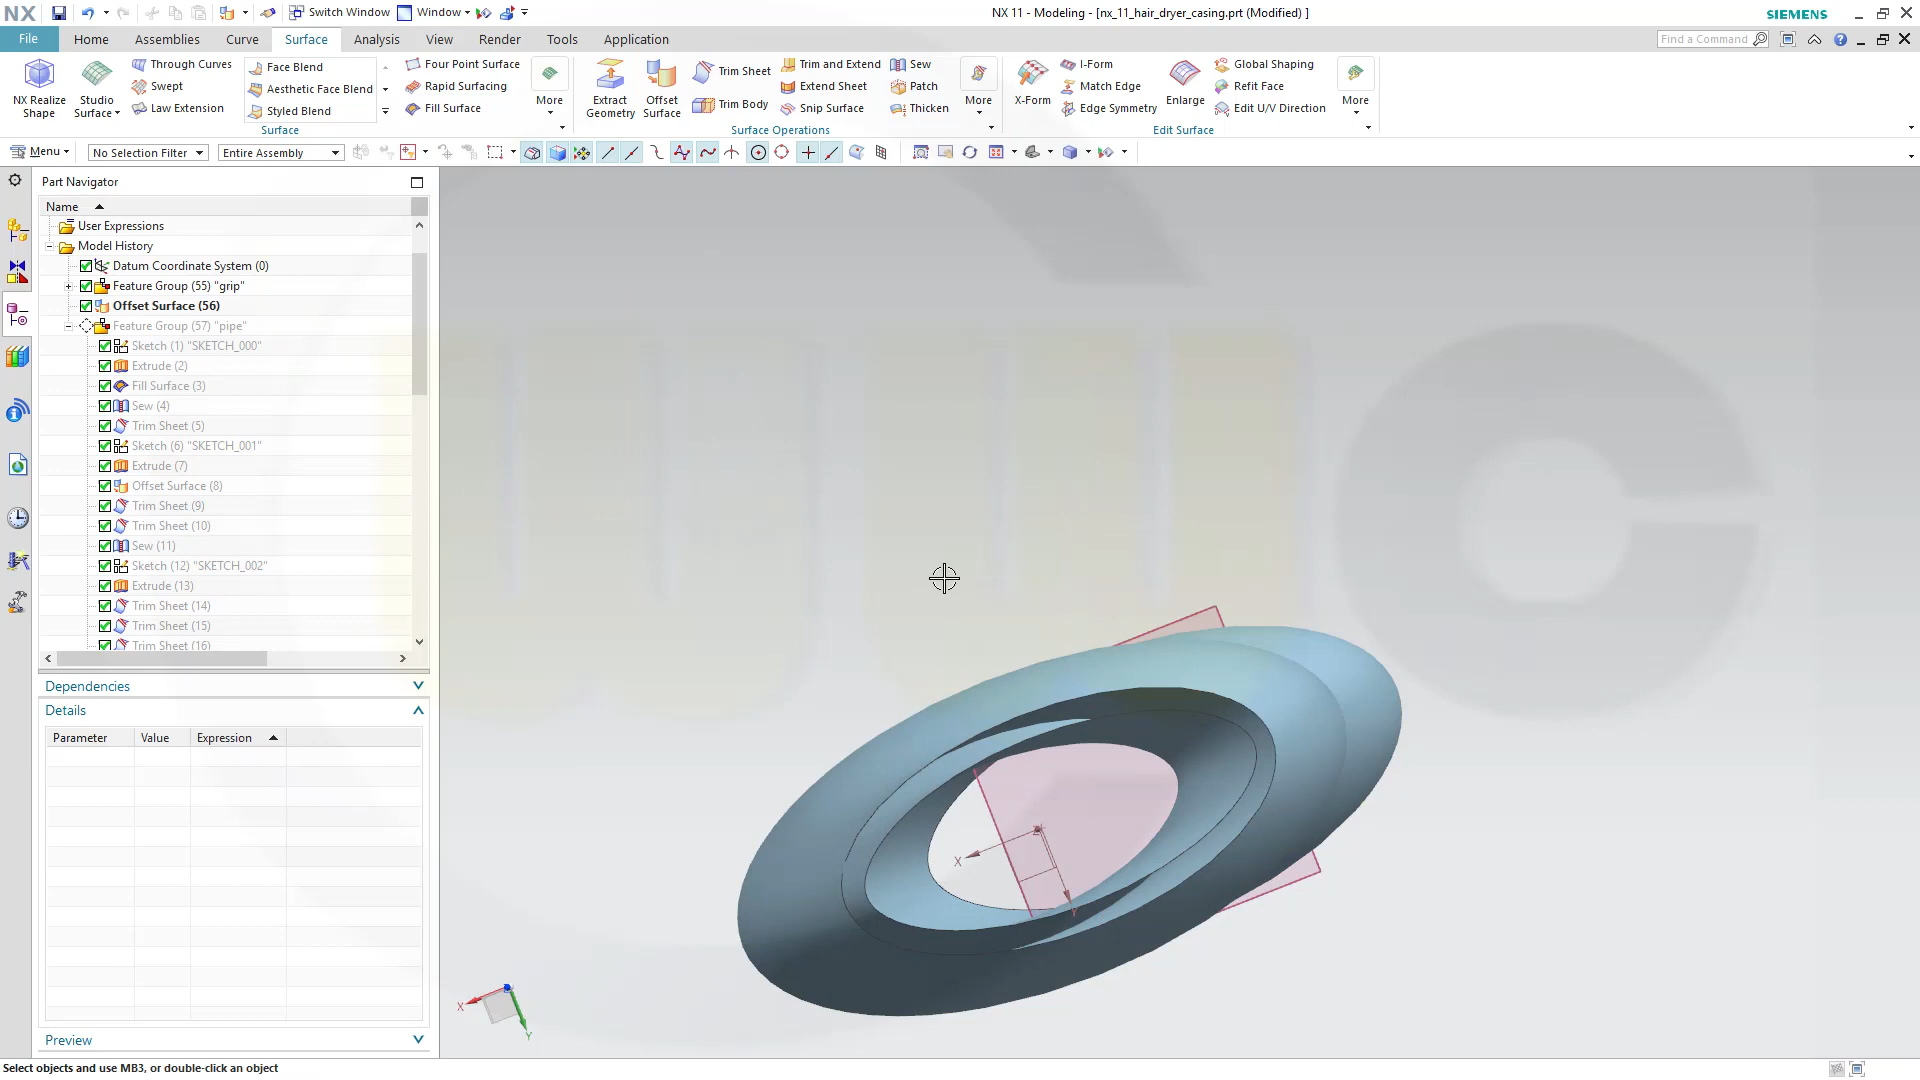 NX Switch Window Window NX 11 - Modeling - [nx_11_hair_dryer_casing.prt (Modified) ] SIEMENS
File Home Assemblies Curve Surface Analysis View Render Tools Application Find a Command
NX Realize Shape
Studio Surface
Through Curves
Swept
Law Extension
Face Blend
Aesthetic Face Blend
Styled Blend
Four Point Surface
Rapid Surfacing
Fill Surface
More
Surface
Extract Geometry
Offset Surface
Trim Sheet
Trim Body
Trim and Extend
Extend Sheet
Snip Surface
Sew
Patch
Thicken
More
Surface Operations
X-Form
I-Form
Match Edge
Edge Symmetry
Enlarge
Global Shaping
Refit Face
Edit U/V Direction
More
Edit Surface
Menu No Selection Filter Entire Assembly
Part Navigator
Name
User Expressions
Model History
Datum Coordinate System (0)
Feature Group (55) "grip"
Offset Surface (56)
Feature Group (57) "pipe"
Sketch (1) "SKETCH_000"
Extrude (2)
Fill Surface (3)
Sew (4)
Trim Sheet (5)
Sketch (6) "SKETCH_001"
Extrude (7)
Offset Surface (8)
Trim Sheet (9)
Trim Sheet (10)
Sew (11)
Sketch (12) "SKETCH_002"
Extrude (13)
Trim Sheet (14)
Trim Sheet (15)
Trim Sheet (16)
Dependencies
Details
Parameter Value Expression
Preview
X
Y
Z
X
Y
Select objects and use MB3, or double-click an object